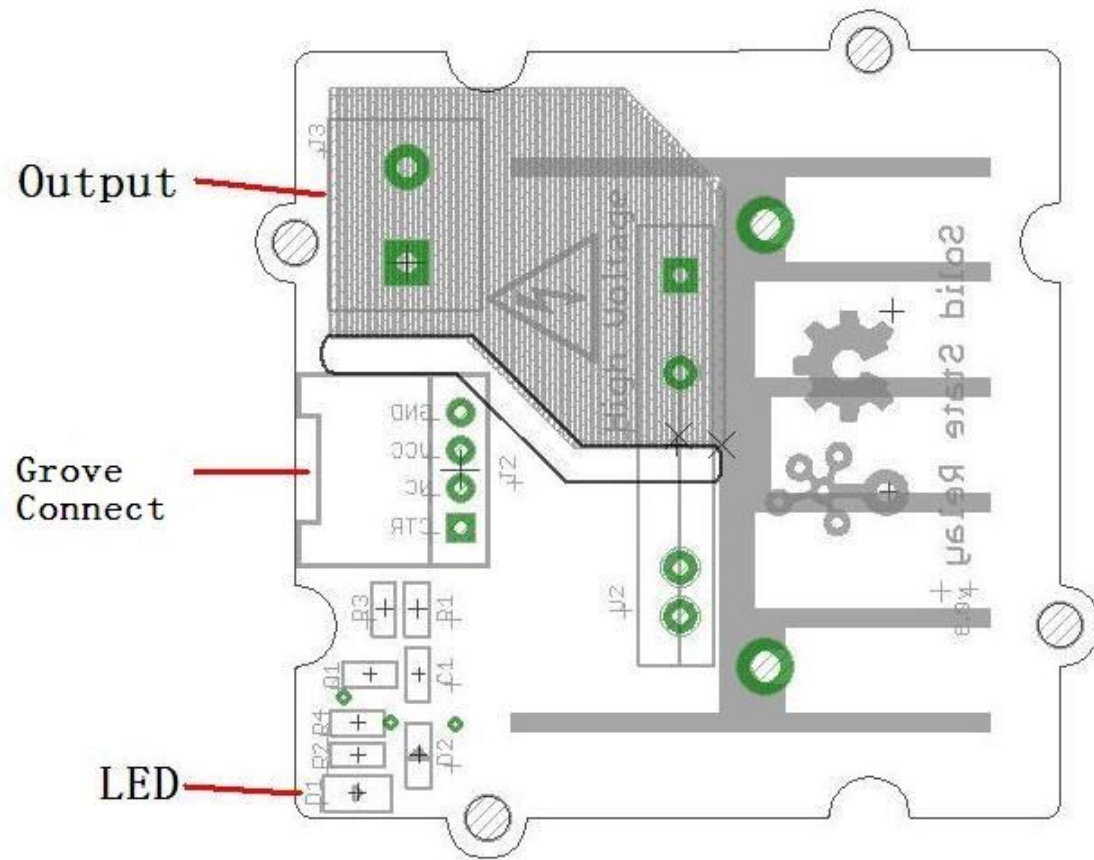 J3
Output
High Voltage
Solid State Relay
Grove
Connect
GND
VCC
NC
CTR
J2
U2
R3
R1
Q1
C1
R4
R2
D2
LED
D1